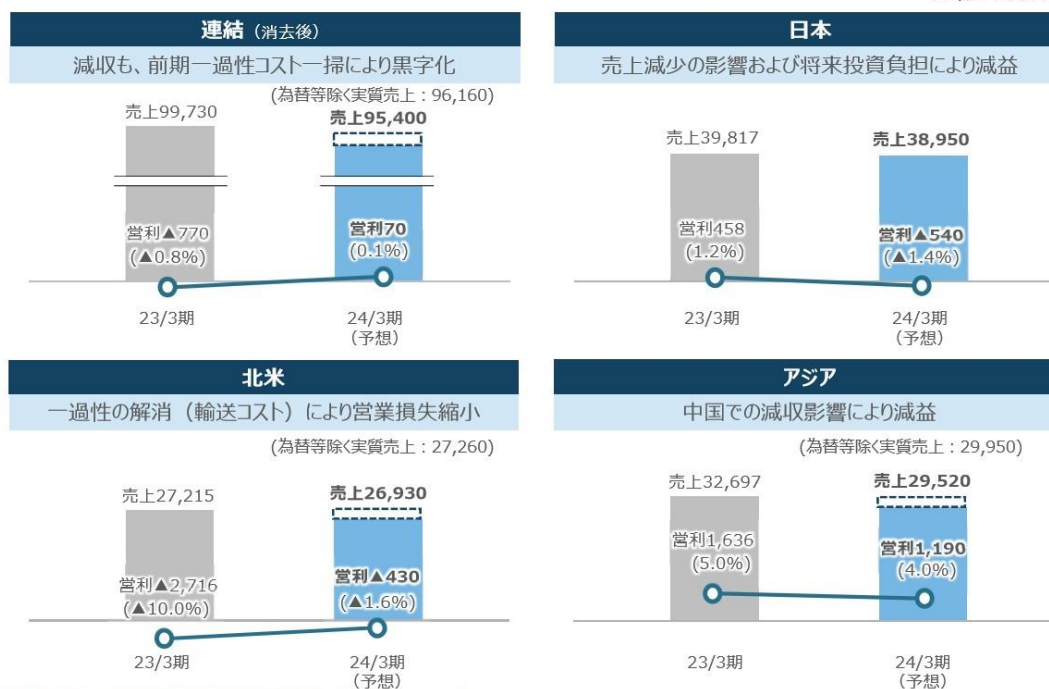 連結（消去後）
減収も、前期一過性コスト一掃により黒字化
(為替等除く実質売上：96,160)
売上99,730
売上95,400
営利▲770
(▲0.8%)
営利70
(0.1%)
23/3期
24/3期
(予想)
日本
売上減少の影響および将来投資負担により減益
売上39,817
売上38,950
営利458
(1.2%)
営利▲540
(▲1.4%)
23/3期
24/3期
(予想)
北米
一過性の解消（輸送コスト）により営業損失縮小
(為替等除く実質売上：27,260)
売上27,215
売上26,930
営利▲2,716
(▲10.0%)
営利▲430
(▲1.6%)
23/3期
24/3期
(予想)
アジア
中国での減収影響により減益
(為替等除く実質売上：29,950)
売上32,697
売上29,520
営利1,636
(5.0%)
営利1,190
(4.0%)
23/3期
24/3期
(予想)